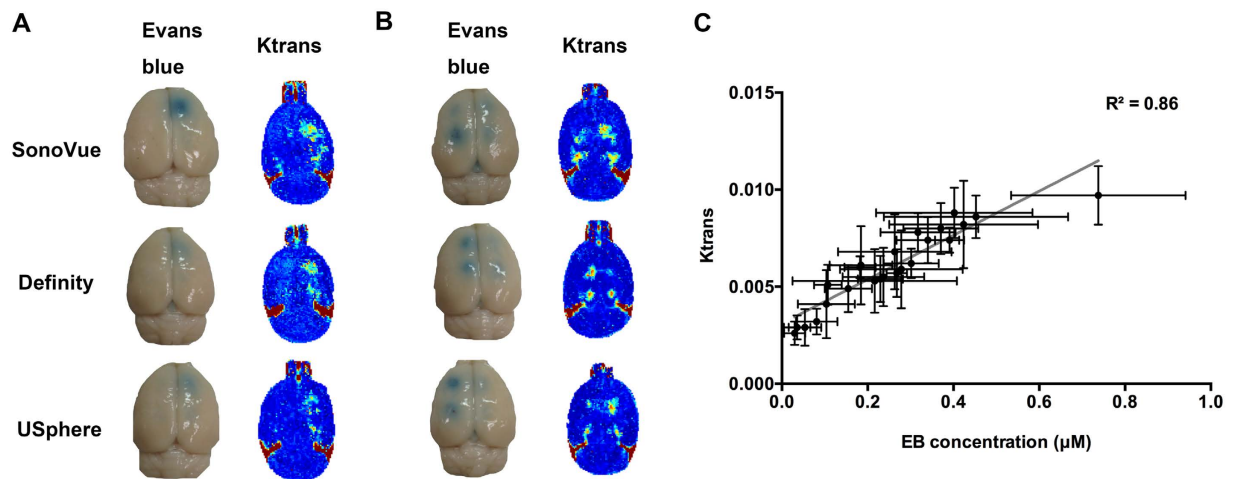 A
Evans
blue
Ktrans
SonoVue
Definity
USphere
B
Evans
blue
Ktrans
C
0.015
0.010
0.005
0.000
Ktrans
R² = 0.86
0.0
0.2
0.4
0.6
0.8
1.0
EB concentration (µM)